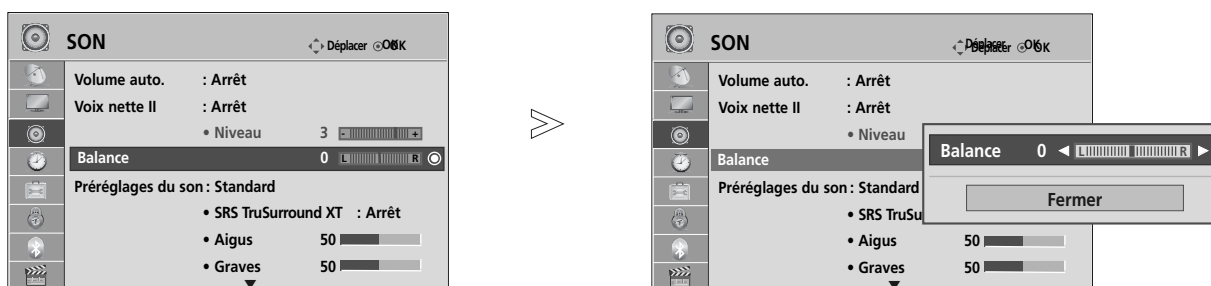 SON
Déplacer OK
Volume auto. : Arrêt
Voix nette II : Arrêt
• Niveau 3 - +
Balance 0 L R
Préréglages du son : Standard
• SRS TruSurround XT : Arrêt
• Aigus 50
• Graves 50
SON
Déplacer OK
Volume auto. : Arrêt
Voix nette II : Arrêt
• Niveau
Balance
Préréglages du son : Standard
• SRS TruSu
• Aigus 50
• Graves 50
Balance 0 L R
Fermer